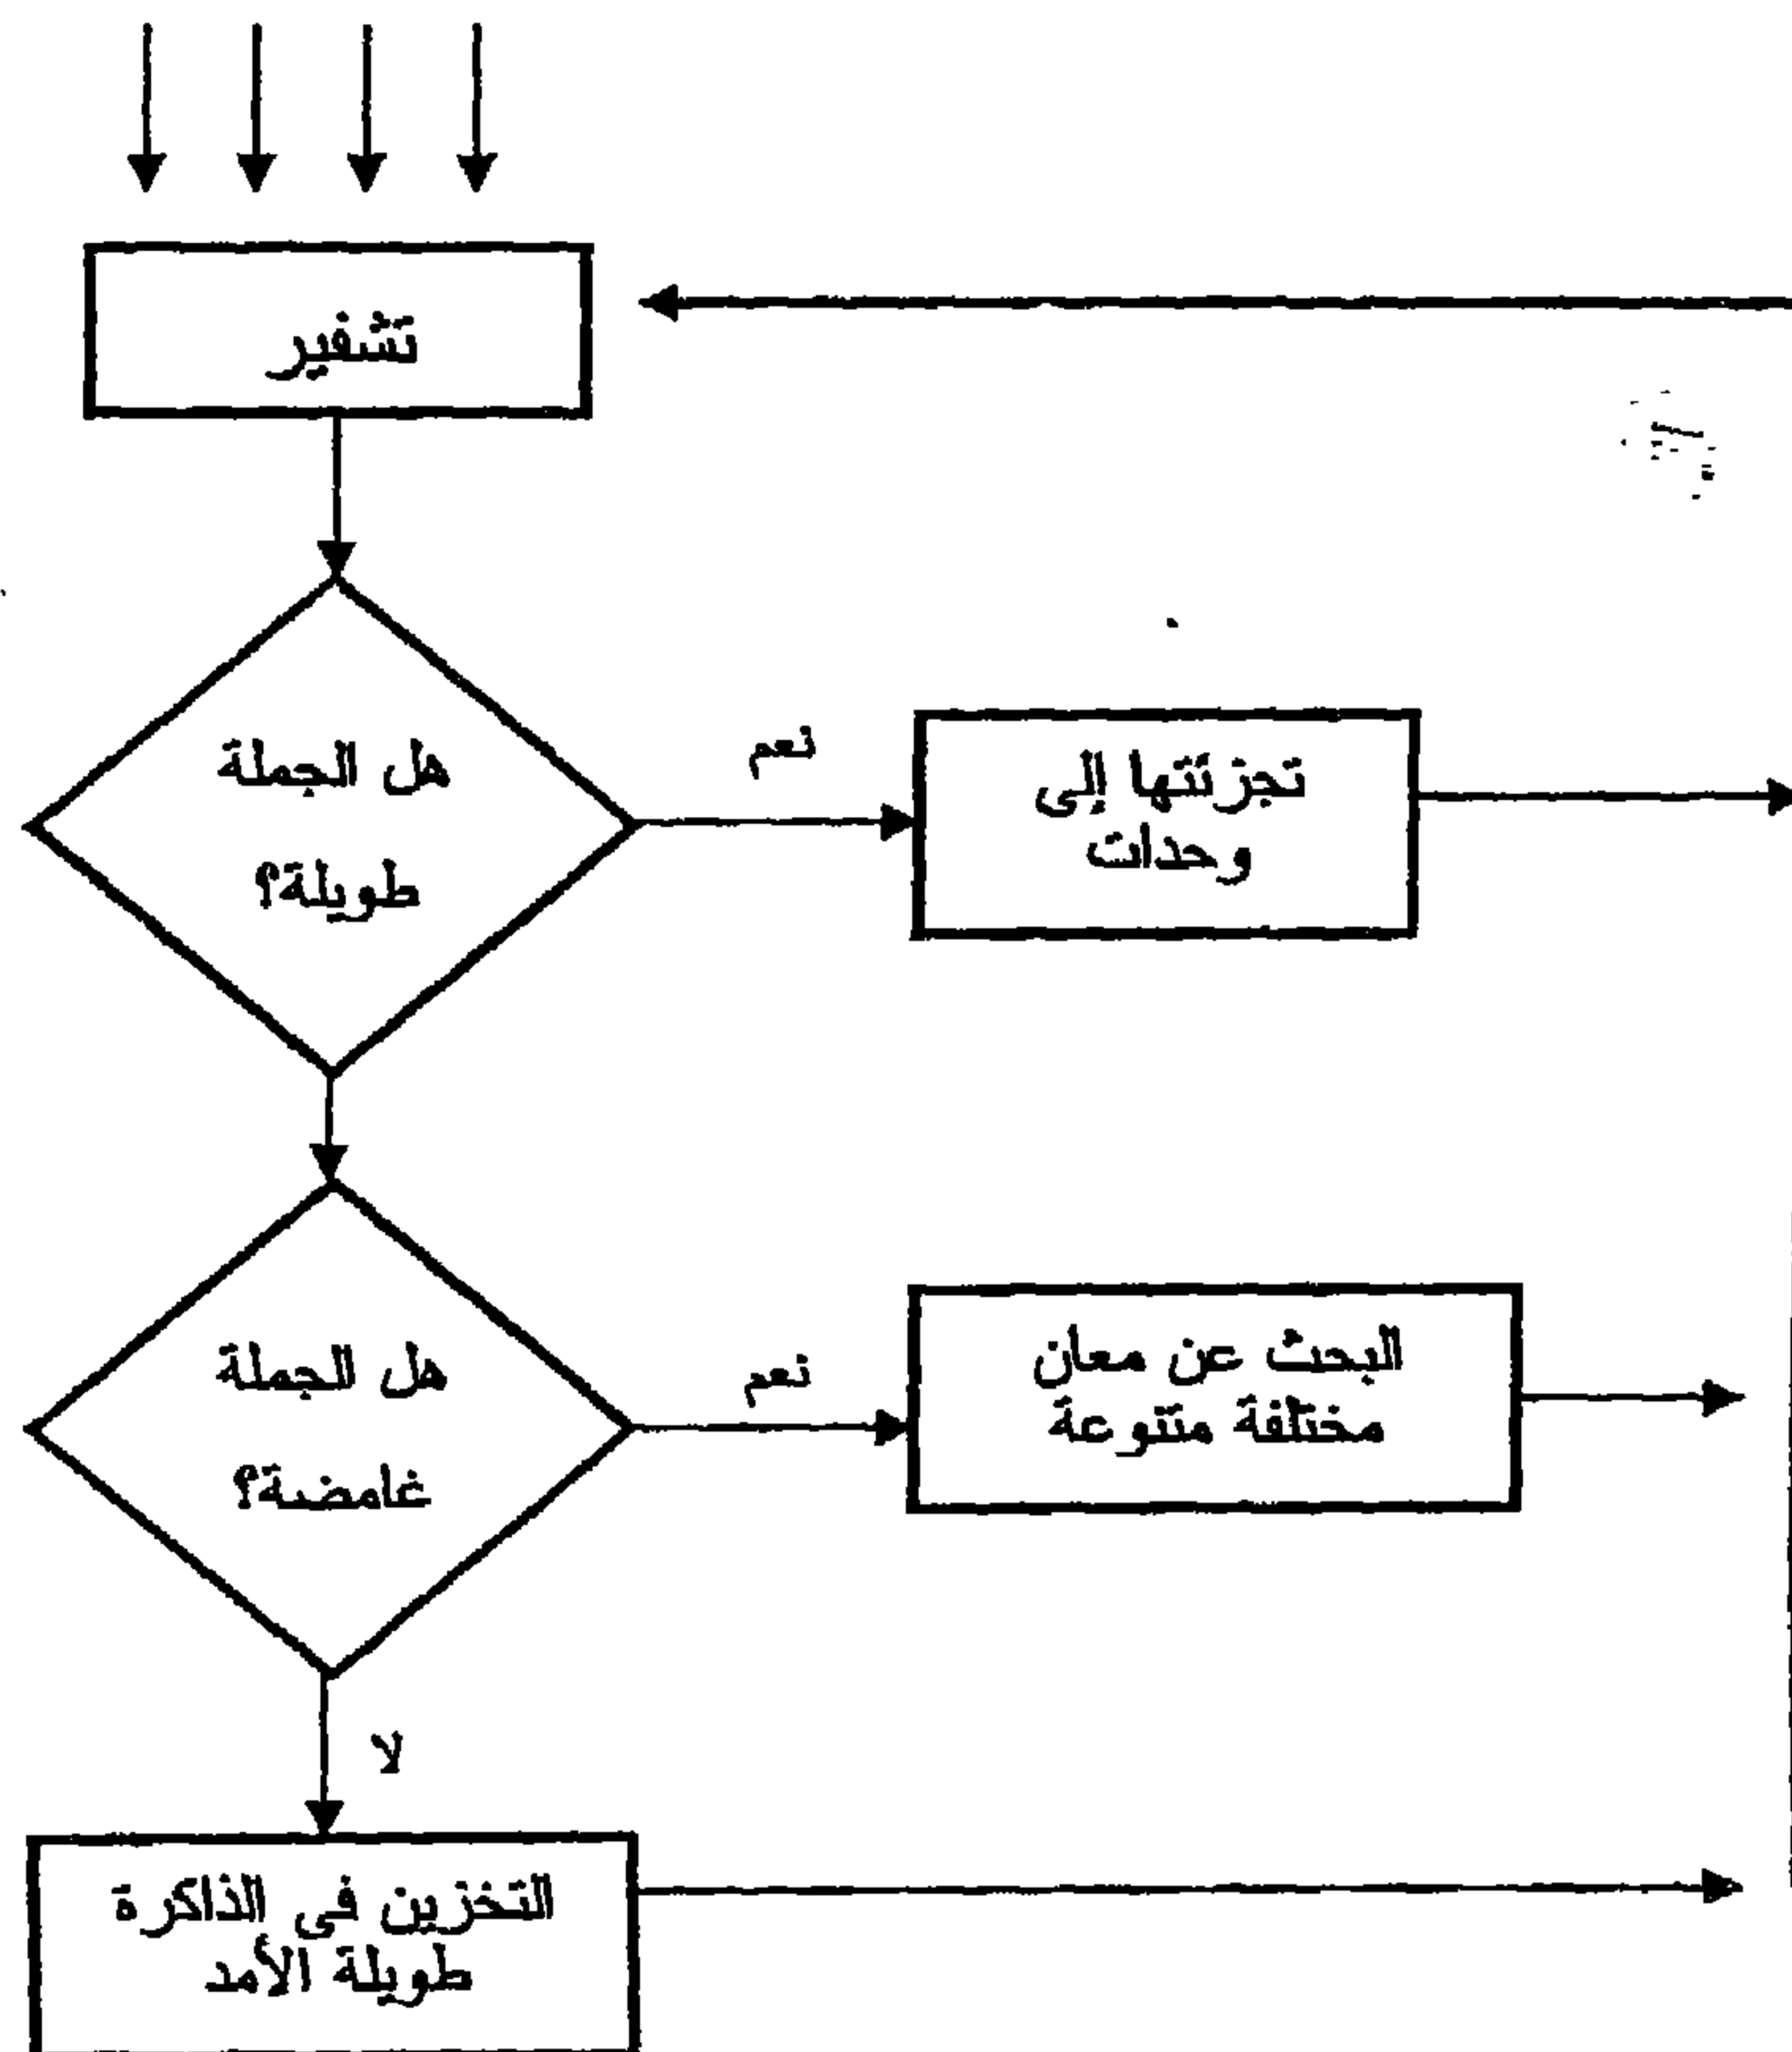 تشفير
هل الجملة
طويلة؟
نعم
تجزئتها إلى
وحدات
هل الجملة
غامضة؟
نعم
البحث عن معان
مختلفة متنوعة
لا
التخزين فى الذاكرة
طويلة الأمد